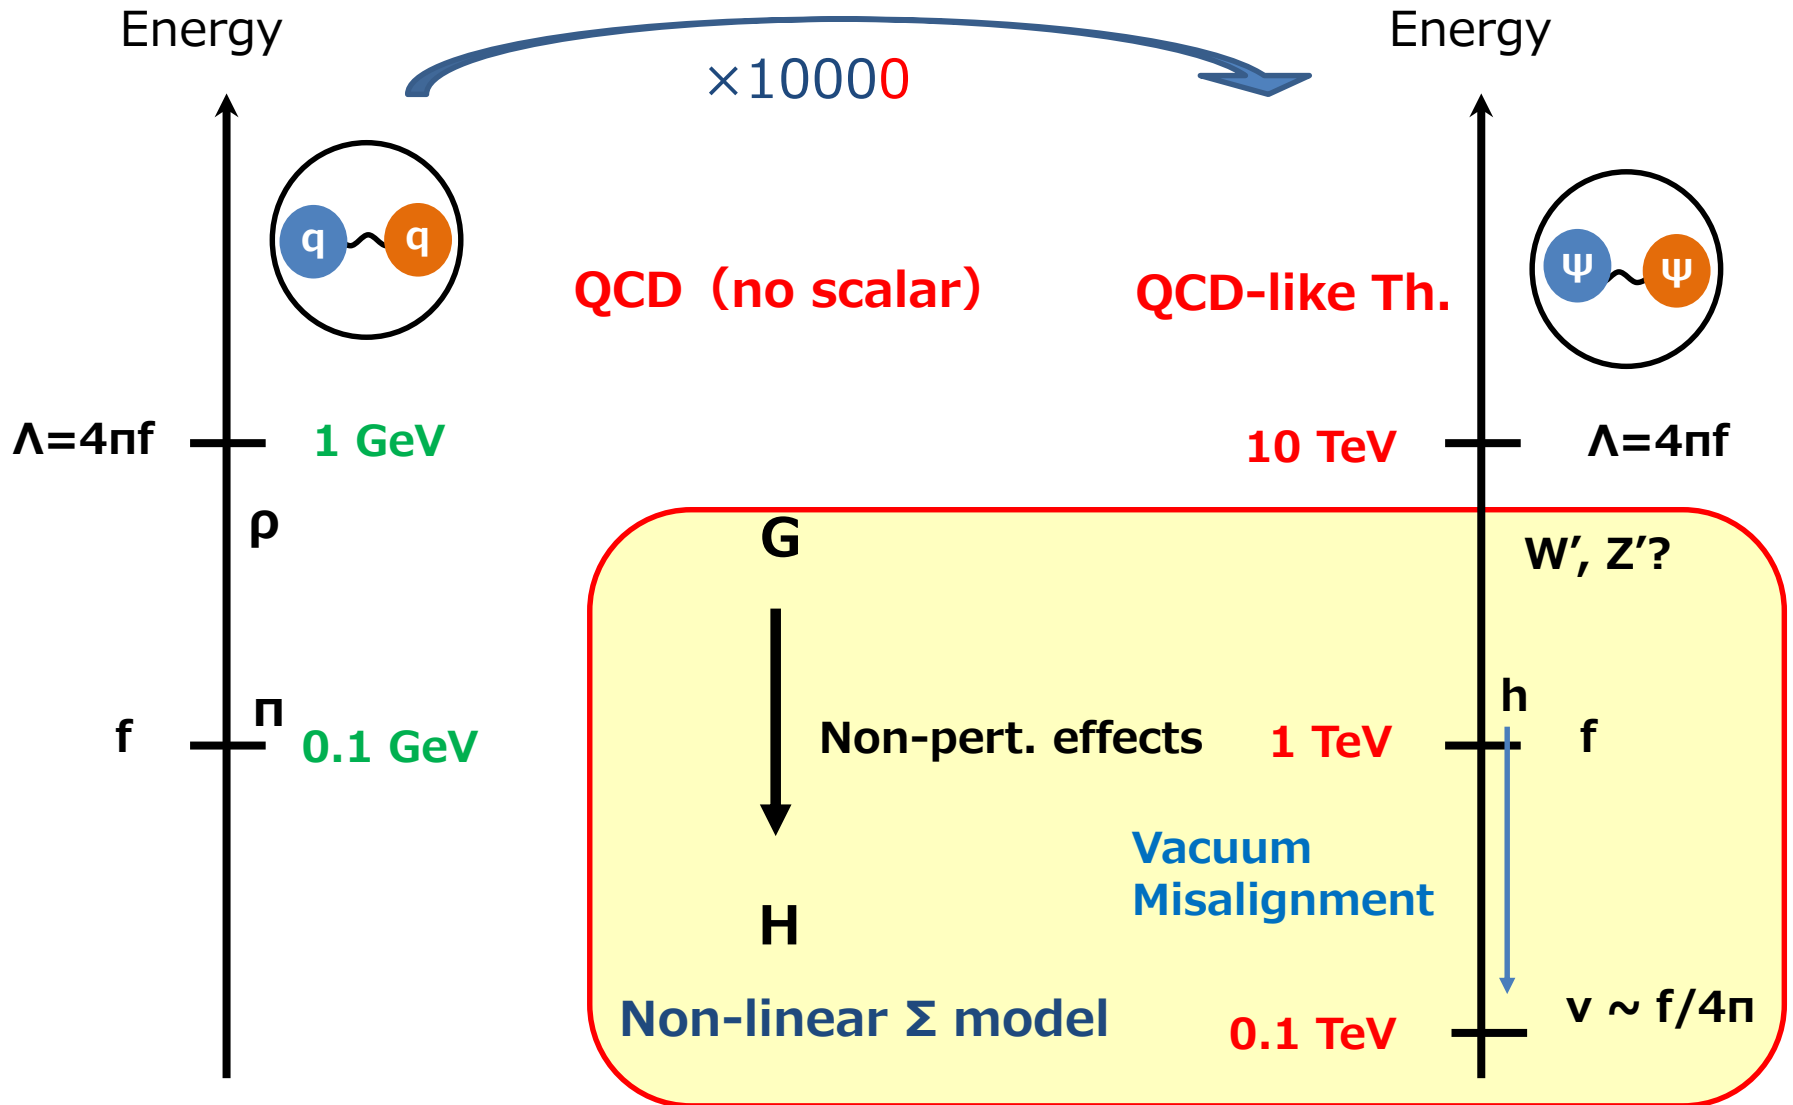 Energy
Energy
×10000
q q
ψ ψ
QCD（no scalar）
QCD-like Th.
Λ=4πf
1 GeV
10 TeV
Λ=4πf
ρ
G
W′, Z′?
π
h
f
0.1 GeV
Non-pert. effects
1 TeV
f
Vacuum
Misalignment
H
Non-linear Σ model
0.1 TeV
v ~ f/4π